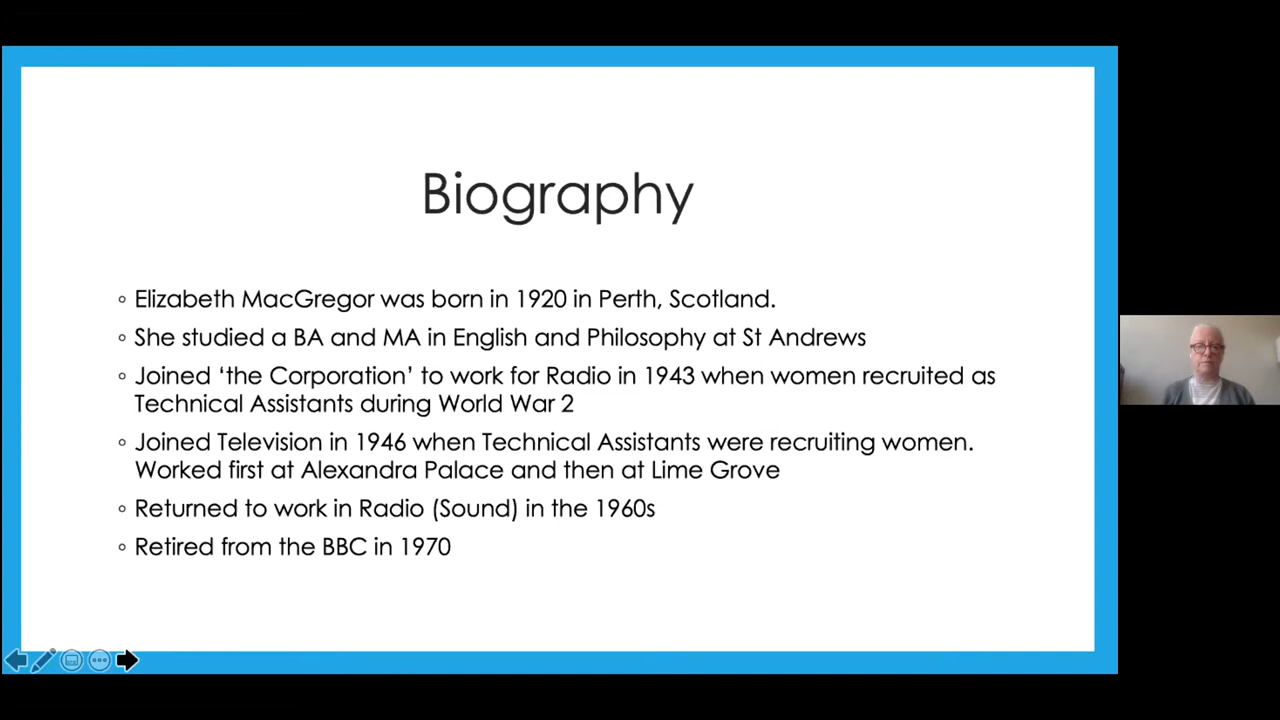 Biography
◦ Elizabeth MacGregor was born in 1920 in Perth, Scotland.
◦ She studied a BA and MA in English and Philosophy at St Andrews
◦ Joined ‘the Corporation’ to work for Radio in 1943 when women recruited as
Technical Assistants during World War 2
◦ Joined Television in 1946 when Technical Assistants were recruiting women.
Worked first at Alexandra Palace and then at Lime Grove
◦ Returned to work in Radio (Sound) in the 1960s
◦ Retired from the BBC in 1970